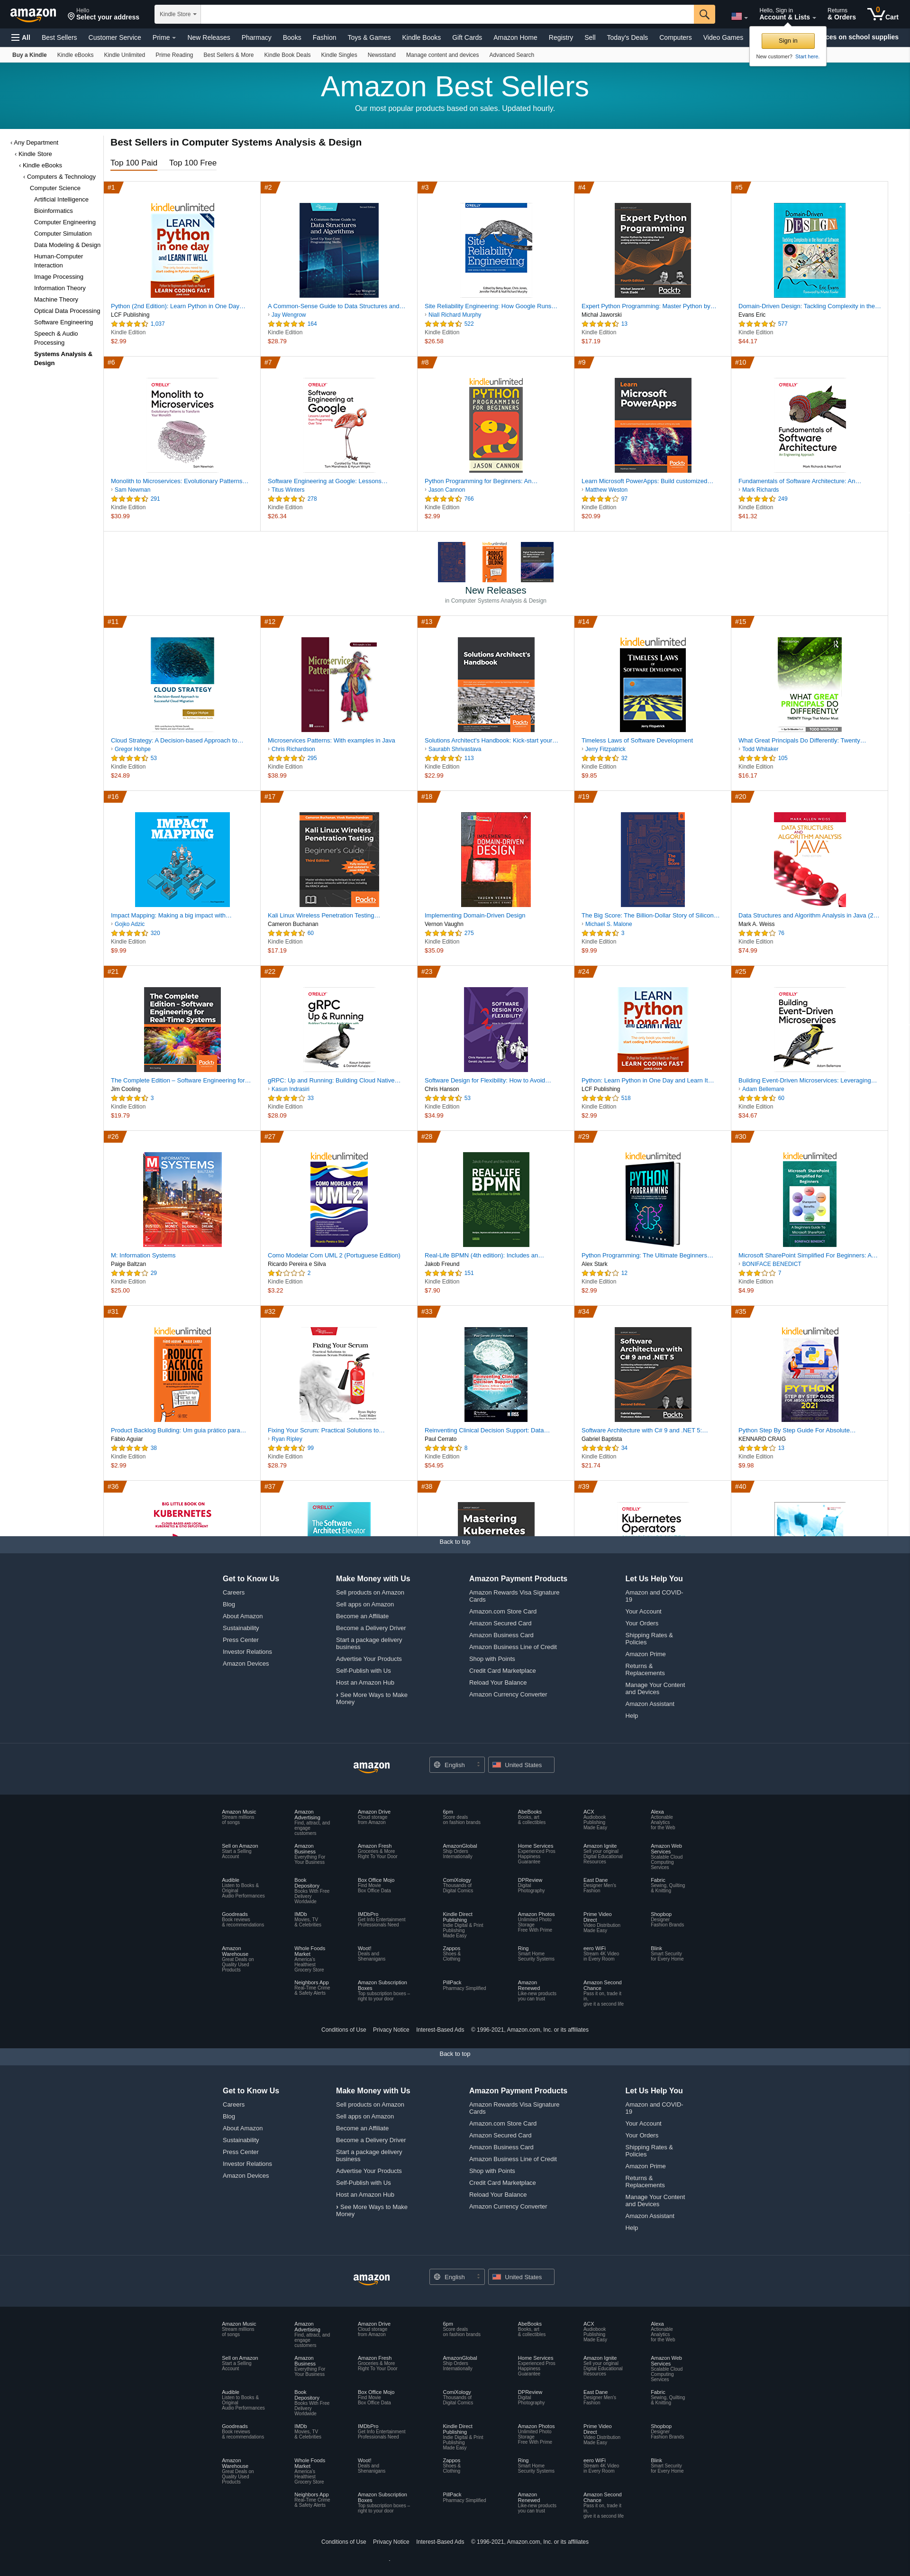 amazon
Hello
Select your address
Kindle Store
Hello, Sign in
Account & Lists
Returns
& Orders
0
Cart
All
Best Sellers
Customer Service
Prime
New Releases
Pharmacy
Books
Fashion
Toys & Games
Kindle Books
Gift Cards
Amazon Home
Registry
Sell
Today's Deals
Computers
Video Games
ces on school supplies
Sign in
New customer? Start here.
Buy a Kindle
Kindle eBooks
Kindle Unlimited
Prime Reading
Best Sellers & More
Kindle Book Deals
Kindle Singles
Newsstand
Manage content and devices
Advanced Search
Amazon Best Sellers
Our most popular products based on sales. Updated hourly.
‹ Any Department
‹ Kindle Store
‹ Kindle eBooks
‹ Computers & Technology
Computer Science
Artificial Intelligence
Bioinformatics
Computer Engineering
Computer Simulation
Data Modeling & Design
Human-Computer
Interaction
Image Processing
Information Theory
Machine Theory
Optical Data Processing
Software Engineering
Speech & Audio
Processing
Systems Analysis &
Design
Best Sellers in Computer Systems Analysis & Design
Top 100 Paid
Top 100 Free
#1
Python (2nd Edition): Learn Python in One Day…
LCF Publishing
1,037
Kindle Edition
$2.99
#2
A Common-Sense Guide to Data Structures and…
› Jay Wengrow
164
Kindle Edition
$28.79
#3
Site Reliability Engineering: How Google Runs…
› Niall Richard Murphy
522
Kindle Edition
$26.58
#4
Expert Python Programming: Master Python by…
Michał Jaworski
13
Kindle Edition
$17.19
#5
Domain-Driven Design: Tackling Complexity in the…
Evans Eric
577
Kindle Edition
$44.17
#6
Monolith to Microservices: Evolutionary Patterns…
› Sam Newman
291
Kindle Edition
$30.99
#7
Software Engineering at Google: Lessons…
› Titus Winters
278
Kindle Edition
$26.34
#8
Python Programming for Beginners: An…
› Jason Cannon
766
Kindle Edition
$2.99
#9
Learn Microsoft PowerApps: Build customized…
› Matthew Weston
97
Kindle Edition
$20.99
#10
Fundamentals of Software Architecture: An…
› Mark Richards
249
Kindle Edition
$41.32
New Releases
in Computer Systems Analysis & Design
#11
Cloud Strategy: A Decision-based Approach to…
› Gregor Hohpe
53
Kindle Edition
$24.89
#12
Microservices Patterns: With examples in Java
› Chris Richardson
295
Kindle Edition
$38.99
#13
Solutions Architect's Handbook: Kick-start your…
› Saurabh Shrivastava
113
Kindle Edition
$22.99
#14
Timeless Laws of Software Development
› Jerry Fitzpatrick
32
Kindle Edition
$9.85
#15
What Great Principals Do Differently: Twenty…
› Todd Whitaker
105
Kindle Edition
$16.17
#16
Impact Mapping: Making a big impact with…
› Gojko Adzic
320
Kindle Edition
$9.99
#17
Kali Linux Wireless Penetration Testing…
Cameron Buchanan
60
Kindle Edition
$17.19
#18
Implementing Domain-Driven Design
Vernon Vaughn
275
Kindle Edition
$35.09
#19
The Big Score: The Billion-Dollar Story of Silicon…
› Michael S. Malone
3
Kindle Edition
$9.99
#20
Data Structures and Algorithm Analysis in Java (2…
Mark A. Weiss
76
Kindle Edition
$74.99
#21
The Complete Edition – Software Engineering for…
Jim Cooling
3
Kindle Edition
$19.79
#22
gRPC: Up and Running: Building Cloud Native…
› Kasun Indrasiri
33
Kindle Edition
$28.09
#23
Software Design for Flexibility: How to Avoid…
Chris Hanson
53
Kindle Edition
$34.99
#24
Python: Learn Python in One Day and Learn It…
LCF Publishing
518
Kindle Edition
$2.99
#25
Building Event-Driven Microservices: Leveraging…
› Adam Bellemare
60
Kindle Edition
$34.67
#26
M: Information Systems
Paige Baltzan
29
Kindle Edition
$25.00
#27
Como Modelar Com UML 2 (Portuguese Edition)
Ricardo Pereira e Silva
2
Kindle Edition
$3.22
#28
Real-Life BPMN (4th edition): Includes an…
Jakob Freund
151
Kindle Edition
$7.90
#29
Python Programming: The Ultimate Beginners…
Alex Stark
12
Kindle Edition
$2.99
#30
Microsoft SharePoint Simplified For Beginners: A…
› BONIFACE BENEDICT
7
Kindle Edition
$4.99
#31
Product Backlog Building: Um guia prático para…
Fábio Aguiar
38
Kindle Edition
$2.99
#32
Fixing Your Scrum: Practical Solutions to…
› Ryan Ripley
99
Kindle Edition
$28.79
#33
Reinventing Clinical Decision Support: Data…
Paul Cerrato
8
Kindle Edition
$54.95
#34
Software Architecture with C# 9 and .NET 5:…
Gabriel Baptista
34
Kindle Edition
$21.74
#35
Python Step By Step Guide For Absolute…
KENNARD CRAIG
13
Kindle Edition
$9.98
#36
BIG LITTLE BOOK ON
KUBERNETES
#37
The Software
Architect Elevator
#38
Mastering
Kubernetes
#39
Kubernetes
Operators
#40
Back to top
Get to Know Us
Careers
Blog
About Amazon
Sustainability
Press Center
Investor Relations
Amazon Devices
Make Money with Us
Sell products on Amazon
Sell apps on Amazon
Become an Affiliate
Become a Delivery Driver
Start a package delivery
business
Advertise Your Products
Self-Publish with Us
Host an Amazon Hub
› See More Ways to Make
Money
Amazon Payment Products
Amazon Rewards Visa Signature
Cards
Amazon.com Store Card
Amazon Secured Card
Amazon Business Card
Amazon Business Line of Credit
Shop with Points
Credit Card Marketplace
Reload Your Balance
Amazon Currency Converter
Let Us Help You
Amazon and COVID-
19
Your Account
Your Orders
Shipping Rates &
Policies
Amazon Prime
Returns &
Replacements
Manage Your Content
and Devices
Amazon Assistant
Help
amazon
English
United States
Amazon Music
Stream millions
of songs
Amazon
Advertising
Find, attract, and
engage
customers
Amazon Drive
Cloud storage
from Amazon
6pm
Score deals
on fashion brands
AbeBooks
Books, art
& collectibles
ACX
Audiobook
Publishing
Made Easy
Alexa
Actionable
Analytics
for the Web
Sell on Amazon
Start a Selling
Account
Amazon
Business
Everything For
Your Business
Amazon Fresh
Groceries & More
Right To Your Door
AmazonGlobal
Ship Orders
Internationally
Home Services
Experienced Pros
Happiness
Guarantee
Amazon Ignite
Sell your original
Digital Educational
Resources
Amazon Web
Services
Scalable Cloud
Computing
Services
Audible
Listen to Books &
Original
Audio Performances
Book
Depository
Books With Free
Delivery
Worldwide
Box Office Mojo
Find Movie
Box Office Data
ComiXology
Thousands of
Digital Comics
DPReview
Digital
Photography
East Dane
Designer Men's
Fashion
Fabric
Sewing, Quilting
& Knitting
Goodreads
Book reviews
& recommendations
IMDb
Movies, TV
& Celebrities
IMDbPro
Get Info Entertainment
Professionals Need
Kindle Direct
Publishing
Indie Digital & Print
Publishing
Made Easy
Amazon Photos
Unlimited Photo
Storage
Free With Prime
Prime Video
Direct
Video Distribution
Made Easy
Shopbop
Designer
Fashion Brands
Amazon
Warehouse
Great Deals on
Quality Used
Products
Whole Foods
Market
America's
Healthiest
Grocery Store
Woot!
Deals and
Shenanigans
Zappos
Shoes &
Clothing
Ring
Smart Home
Security Systems
eero WiFi
Stream 4K Video
in Every Room
Blink
Smart Security
for Every Home
Neighbors App
Real-Time Crime
& Safety Alerts
Amazon Subscription
Boxes
Top subscription boxes –
right to your door
PillPack
Pharmacy Simplified
Amazon
Renewed
Like-new products
you can trust
Amazon Second
Chance
Pass it on, trade it
in,
give it a second life
Conditions of Use
Privacy Notice
Interest-Based Ads
© 1996-2021, Amazon.com, Inc. or its affiliates
Back to top
Get to Know Us
Careers
Blog
About Amazon
Sustainability
Press Center
Investor Relations
Amazon Devices
Make Money with Us
Sell products on Amazon
Sell apps on Amazon
Become an Affiliate
Become a Delivery Driver
Start a package delivery
business
Advertise Your Products
Self-Publish with Us
Host an Amazon Hub
› See More Ways to Make
Money
Amazon Payment Products
Amazon Rewards Visa Signature
Cards
Amazon.com Store Card
Amazon Secured Card
Amazon Business Card
Amazon Business Line of Credit
Shop with Points
Credit Card Marketplace
Reload Your Balance
Amazon Currency Converter
Let Us Help You
Amazon and COVID-
19
Your Account
Your Orders
Shipping Rates &
Policies
Amazon Prime
Returns &
Replacements
Manage Your Content
and Devices
Amazon Assistant
Help
amazon
English
United States
Amazon Music
Stream millions
of songs
Amazon
Advertising
Find, attract, and
engage
customers
Amazon Drive
Cloud storage
from Amazon
6pm
Score deals
on fashion brands
AbeBooks
Books, art
& collectibles
ACX
Audiobook
Publishing
Made Easy
Alexa
Actionable
Analytics
for the Web
Sell on Amazon
Start a Selling
Account
Amazon
Business
Everything For
Your Business
Amazon Fresh
Groceries & More
Right To Your Door
AmazonGlobal
Ship Orders
Internationally
Home Services
Experienced Pros
Happiness
Guarantee
Amazon Ignite
Sell your original
Digital Educational
Resources
Amazon Web
Services
Scalable Cloud
Computing
Services
Audible
Listen to Books &
Original
Audio Performances
Book
Depository
Books With Free
Delivery
Worldwide
Box Office Mojo
Find Movie
Box Office Data
ComiXology
Thousands of
Digital Comics
DPReview
Digital
Photography
East Dane
Designer Men's
Fashion
Fabric
Sewing, Quilting
& Knitting
Goodreads
Book reviews
& recommendations
IMDb
Movies, TV
& Celebrities
IMDbPro
Get Info Entertainment
Professionals Need
Kindle Direct
Publishing
Indie Digital & Print
Publishing
Made Easy
Amazon Photos
Unlimited Photo
Storage
Free With Prime
Prime Video
Direct
Video Distribution
Made Easy
Shopbop
Designer
Fashion Brands
Amazon
Warehouse
Great Deals on
Quality Used
Products
Whole Foods
Market
America's
Healthiest
Grocery Store
Woot!
Deals and
Shenanigans
Zappos
Shoes &
Clothing
Ring
Smart Home
Security Systems
eero WiFi
Stream 4K Video
in Every Room
Blink
Smart Security
for Every Home
Neighbors App
Real-Time Crime
& Safety Alerts
Amazon Subscription
Boxes
Top subscription boxes –
right to your door
PillPack
Pharmacy Simplified
Amazon
Renewed
Like-new products
you can trust
Amazon Second
Chance
Pass it on, trade it
in,
give it a second life
Conditions of Use
Privacy Notice
Interest-Based Ads
© 1996-2021, Amazon.com, Inc. or its affiliates